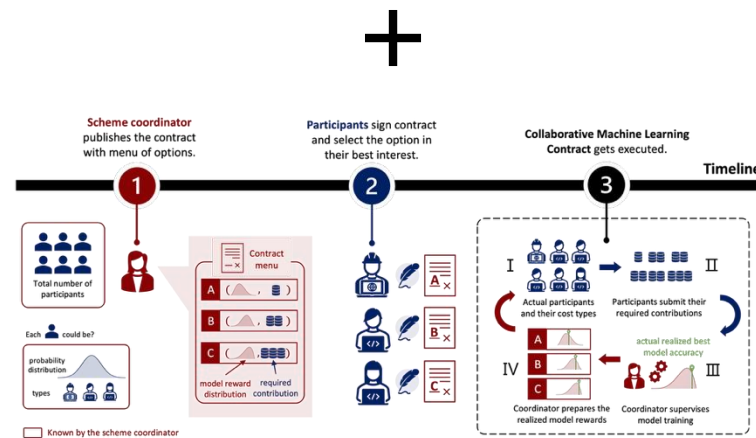 Scheme coordinator
publishes the contract
with menu of options.
Participants sign contract
and select the option in
their best interest.
Collaborative Machine Learning
Contract gets executed.
Timeline
1
2
3
Total number of
participants
Each could be?
probability
distribution
types
Known by the scheme coordinator
Contract
menu
A ( , )
B ( , )
C ( , )
model reward
distribution
required
contribution
A
B
C
I
Actual participants
and their cost types
II
Participants submit their
required contributions
actual realized best
model accuracy
III
Coordinator supervises
model training
IV
A
B
C
Coordinator prepares the
realized model rewards